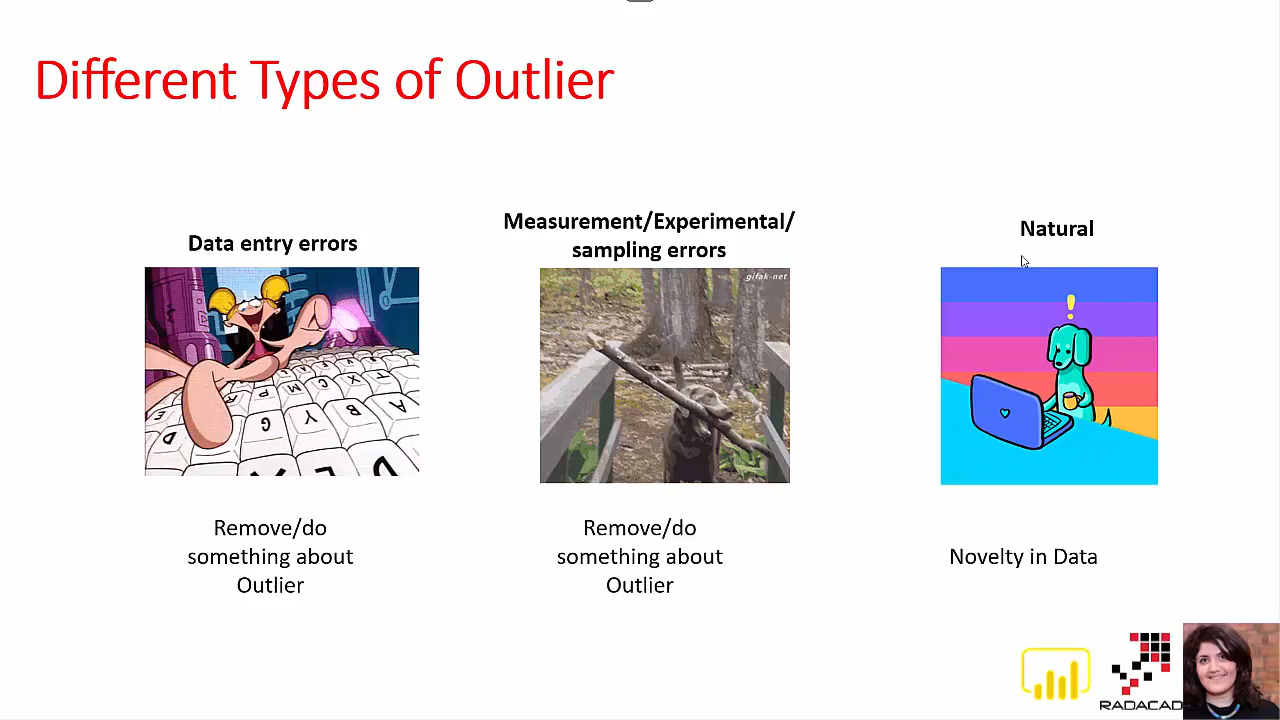 Different Types of Outlier
Data entry errors
Measurement/Experimental/
sampling errors
Natural
gifak-net
Remove/do
something about
Outlier
Remove/do
something about
Outlier
Novelty in Data
RADACAD